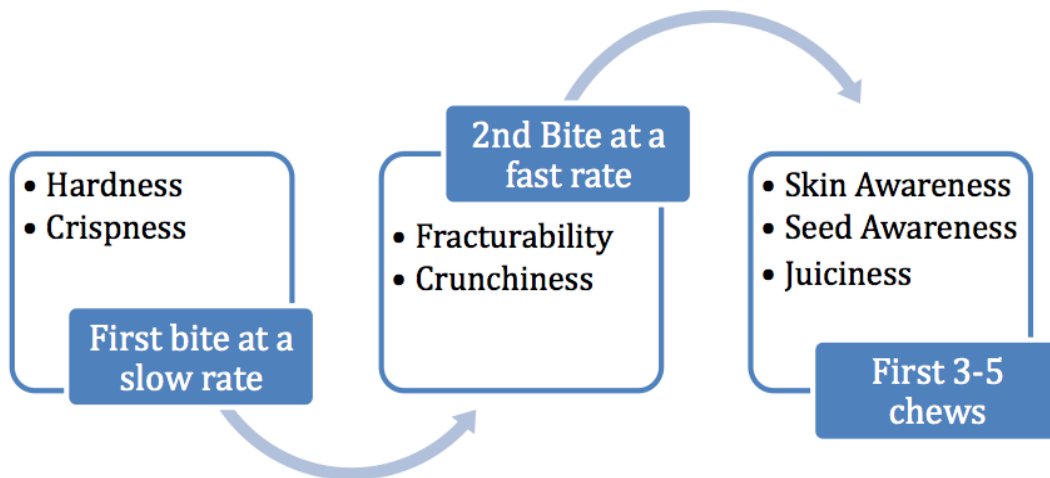 • Hardness
• Crispness
First bite at a
slow rate
2nd Bite at a
fast rate
• Fracturability
• Crunchiness
• Skin Awareness
• Seed Awareness
• Juiciness
First 3-5
chews